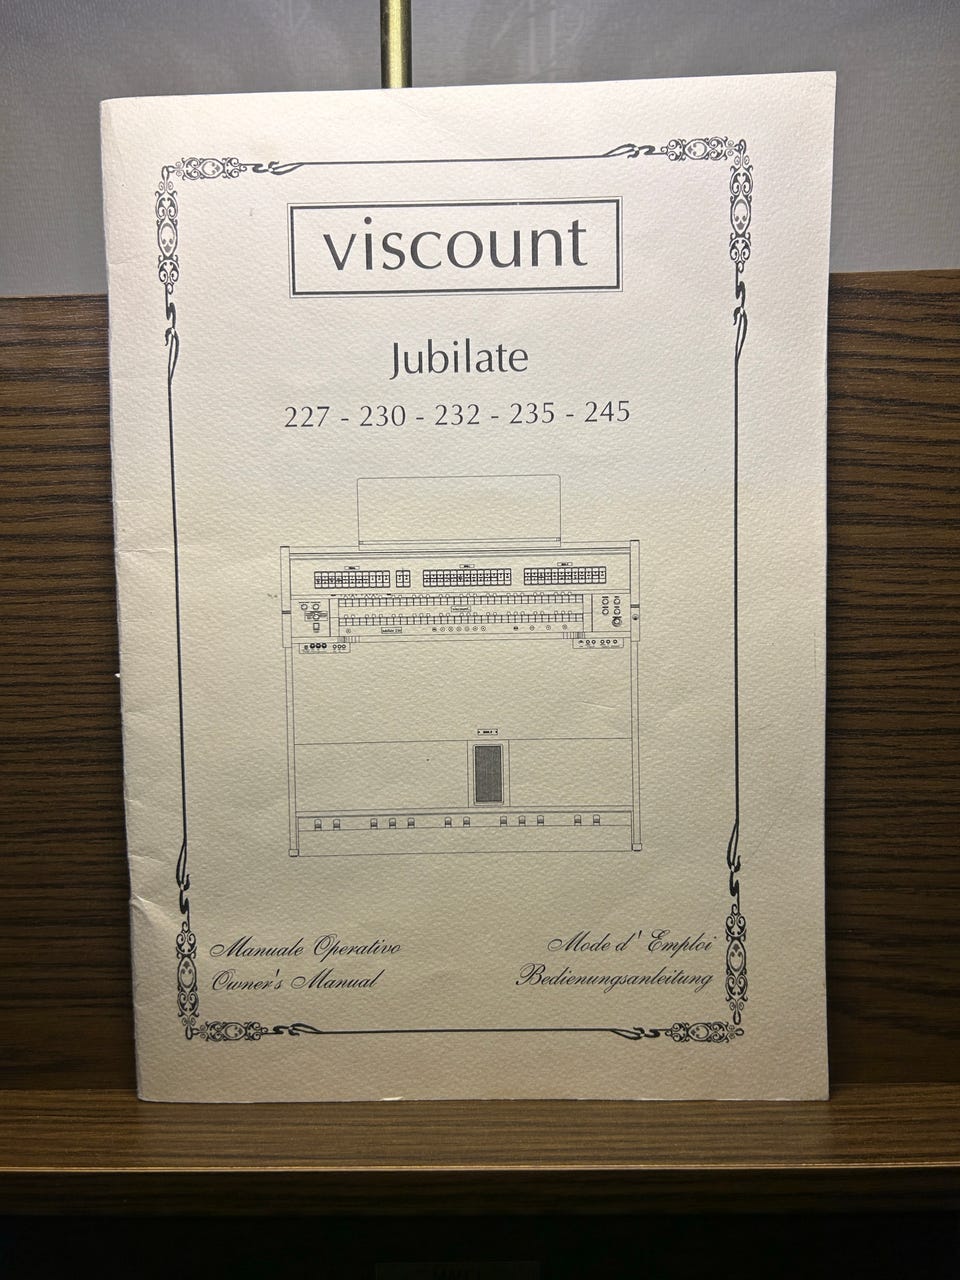 viscount
Jubilate
227 - 230 - 232 - 235 - 245
Manuale Operativo
Owner's Manual
Mode d' Emploi
Bedienungsanleitung